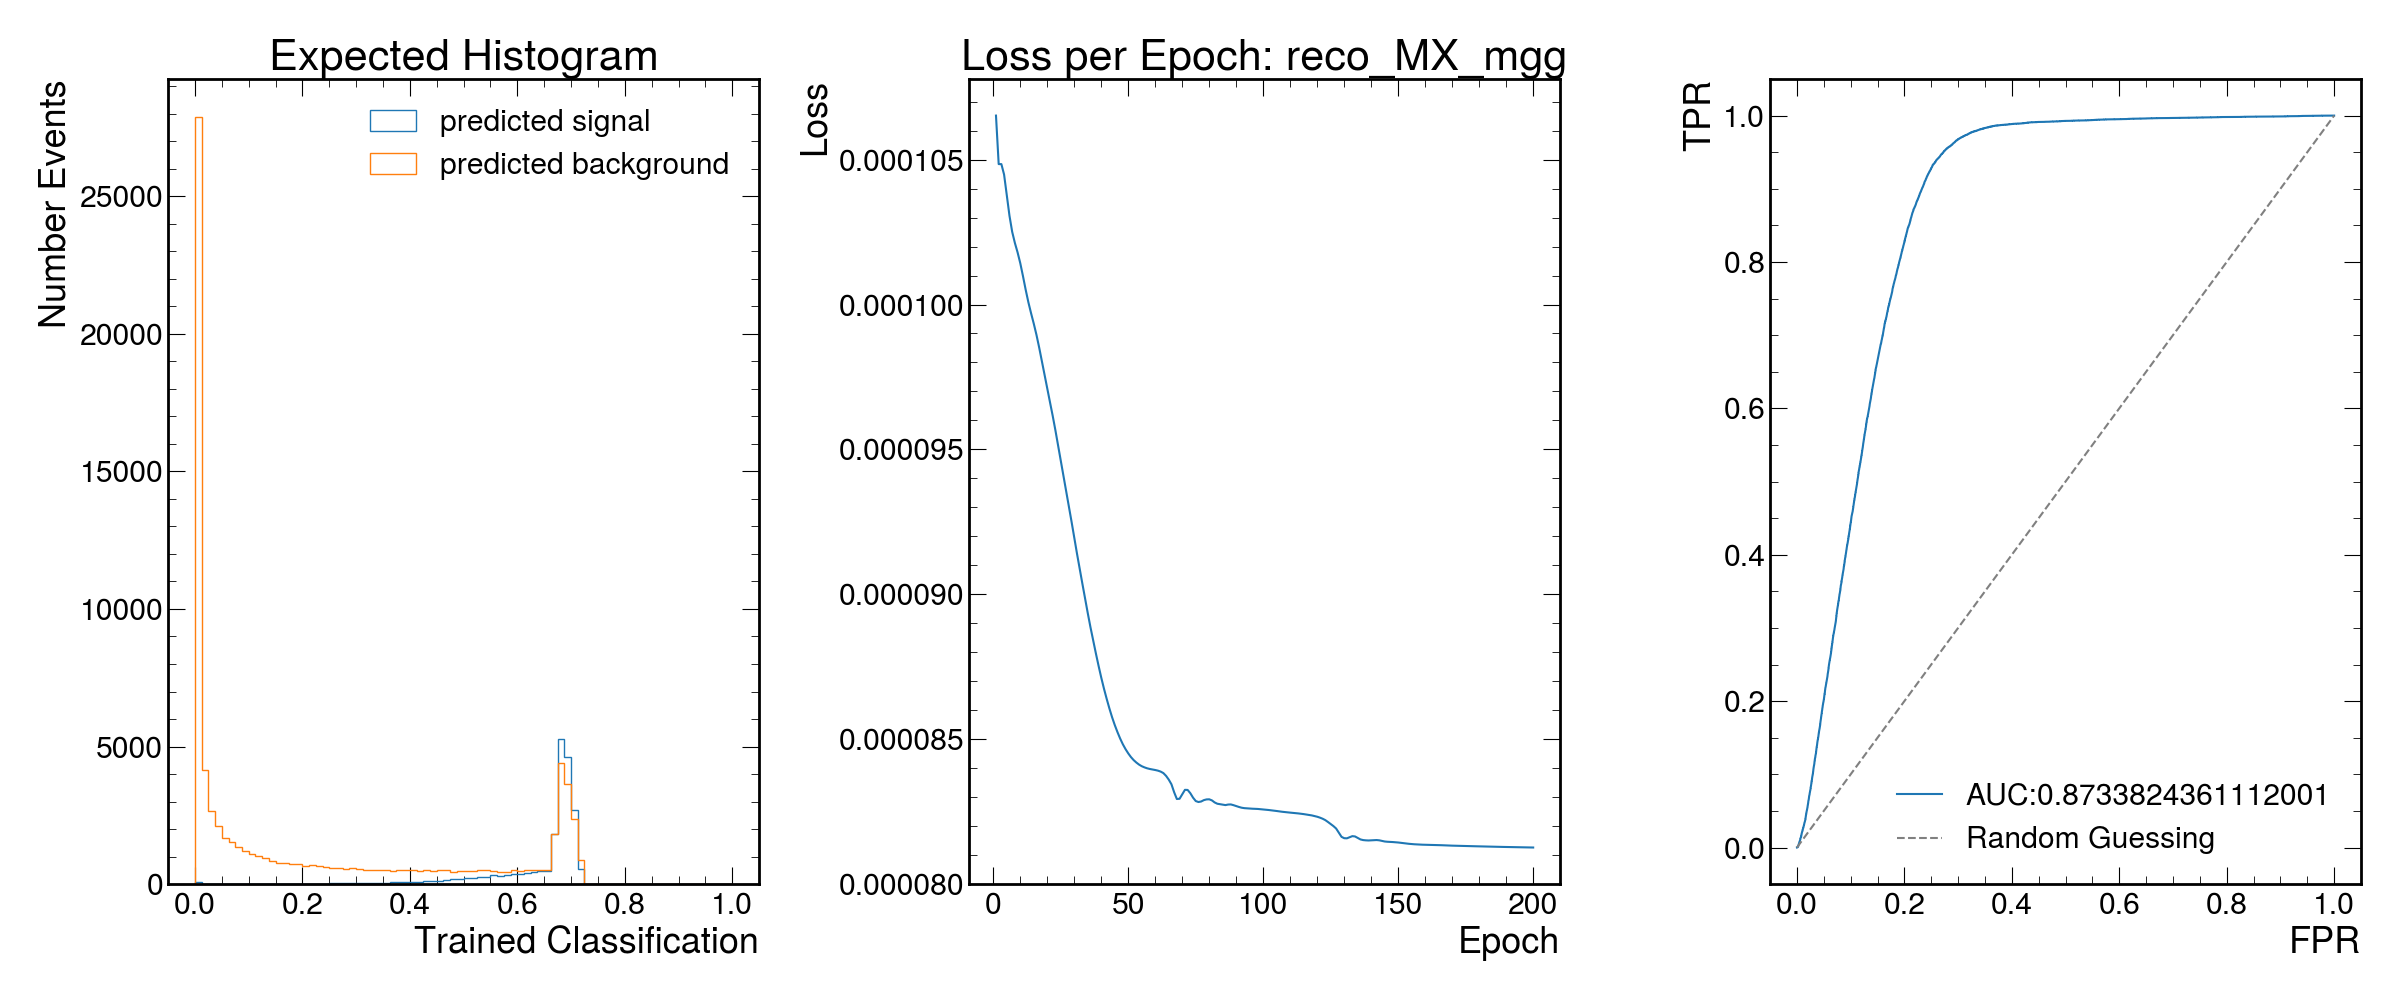 Expected Histogram
Number Events
predicted signal
predicted background
25000
20000
15000
10000
5000
0
0.0 0.2 0.4 0.6 0.8 1.0
Trained Classification
Loss per Epoch: reco_MX_mgg
Loss
0.000105
0.000100
0.000095
0.000090
0.000085
0.000080
0 50 100 150 200
Epoch
TPR
1.0
0.8
0.6
0.4
0.2
0.0
AUC:0.8733824361112001
Random Guessing
0.0 0.2 0.4 0.6 0.8 1.0
FPR